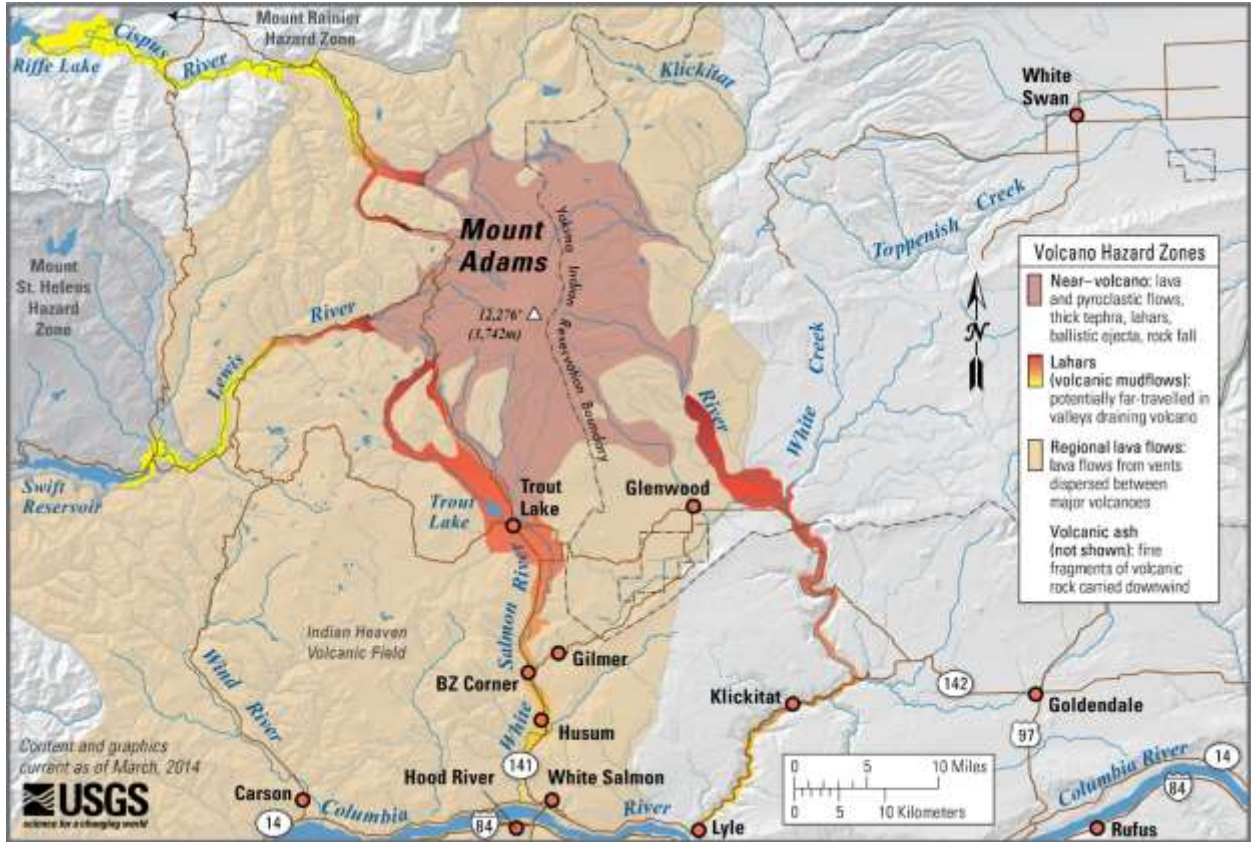 Mount Rainier
Hazard Zone
Cispus
River
Riffe Lake
Klickitat
White
Swan
Toppenish Creek
Mount
Adams
12,276'
(3,742m)
Yakima Indian Reservation Boundary
Mount
St. Helens
Hazard
Zone
Lewis
River
Swift
Reservoir
N
Volcano Hazard Zones
Near–volcano: lava
and pyroclastic flows,
thick tephra, lahars,
ballistic ejecta, rock fall
Lahars
(volcanic mudflows):
potentially far-travelled in
valleys draining volcano
Regional lava flows:
lava flows from vents
dispersed between
major volcanoes
Volcanic ash
(not shown): fine
fragments of volcanic
rock carried downwind
River
White Creek
Glenwood
Trout
Lake
Trout
Lake
White Salmon River
Indian Heaven
Volcanic Field
Wind
River
Gilmer
BZ Corner
Husum
141
Hood River
White Salmon
Klickitat
142
Goldendale
97
Columbia River
14
84
Rufus
0 5 10 Miles
0 5 10 Kilometers
Content and graphics
current as of March, 2014
USGS
science for a changing world
Carson
14
Columbia
84
River
Lyle